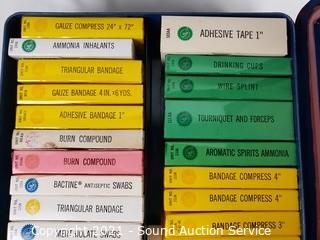 GAUZE COMPRESS 24" x 72"
AMMONIA INHALANTS
TRIANGULAR BANDAGE
GAUZE BANDAGE 4 IN. x 6 YDS.
ADHESIVE BANDAGE 1"
BURN COMPOUND
BURN COMPOUND
BACTINE® ANTISEPTIC SWABS
TRIANGULAR BANDAGE
SWABS
ADHESIVE TAPE 1"
DRINKING CUPS
WIRE SPLINT
TOURNIQUET AND FORCEPS
AROMATIC SPIRITS AMMONIA
BANDAGE COMPRESS 4"
BANDAGE COMPRESS 4"
BANDAGE COMPRESS 3"
Copyright 2021 - Sound Auction Service